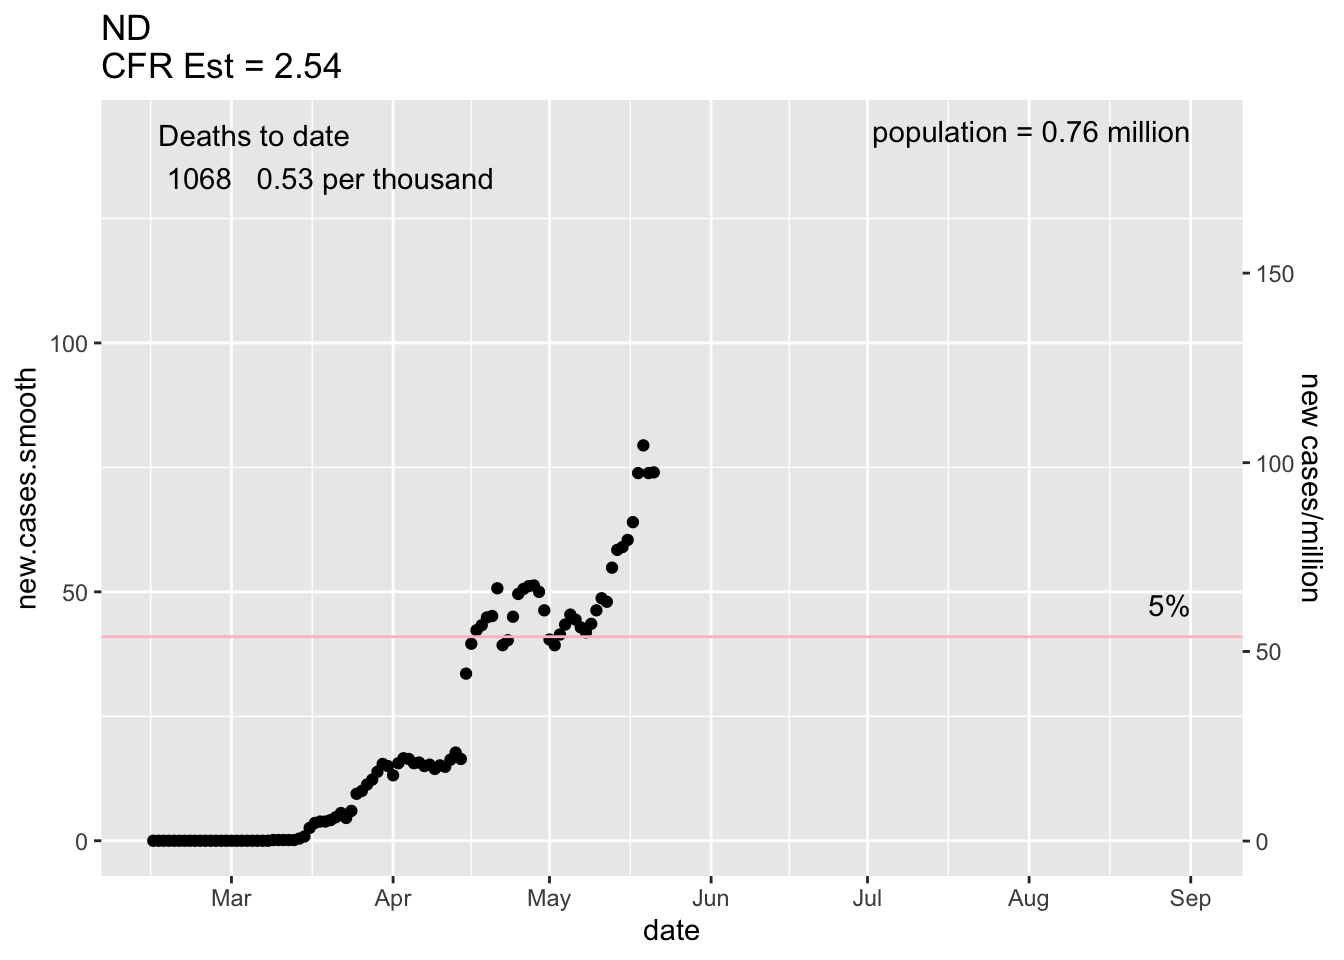 ND
CFR Est = 2.54
Deaths to date
1068 0.53 per thousand
population = 0.76 million
150
100
new.cases.smooth
new cases/million
100
50
5%
50
0
0
Mar Apr May Jun Jul Aug Sep
date